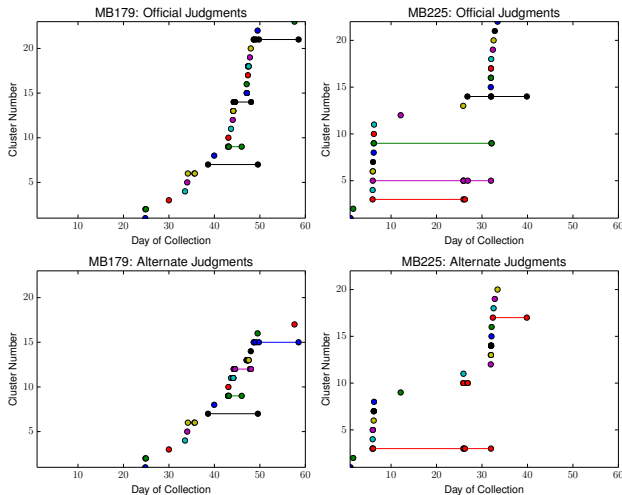 MB179: Official Judgments
20
15
10
5
Cluster Number
10 20 30 40 50 60
Day of Collection
MB225: Official Judgments
20
15
10
5
Cluster Number
10 20 30 40 50 60
Day of Collection
MB179: Alternate Judgments
20
15
10
5
Cluster Number
10 20 30 40 50 60
Day of Collection
MB225: Alternate Judgments
20
15
10
5
Cluster Number
10 20 30 40 50 60
Day of Collection